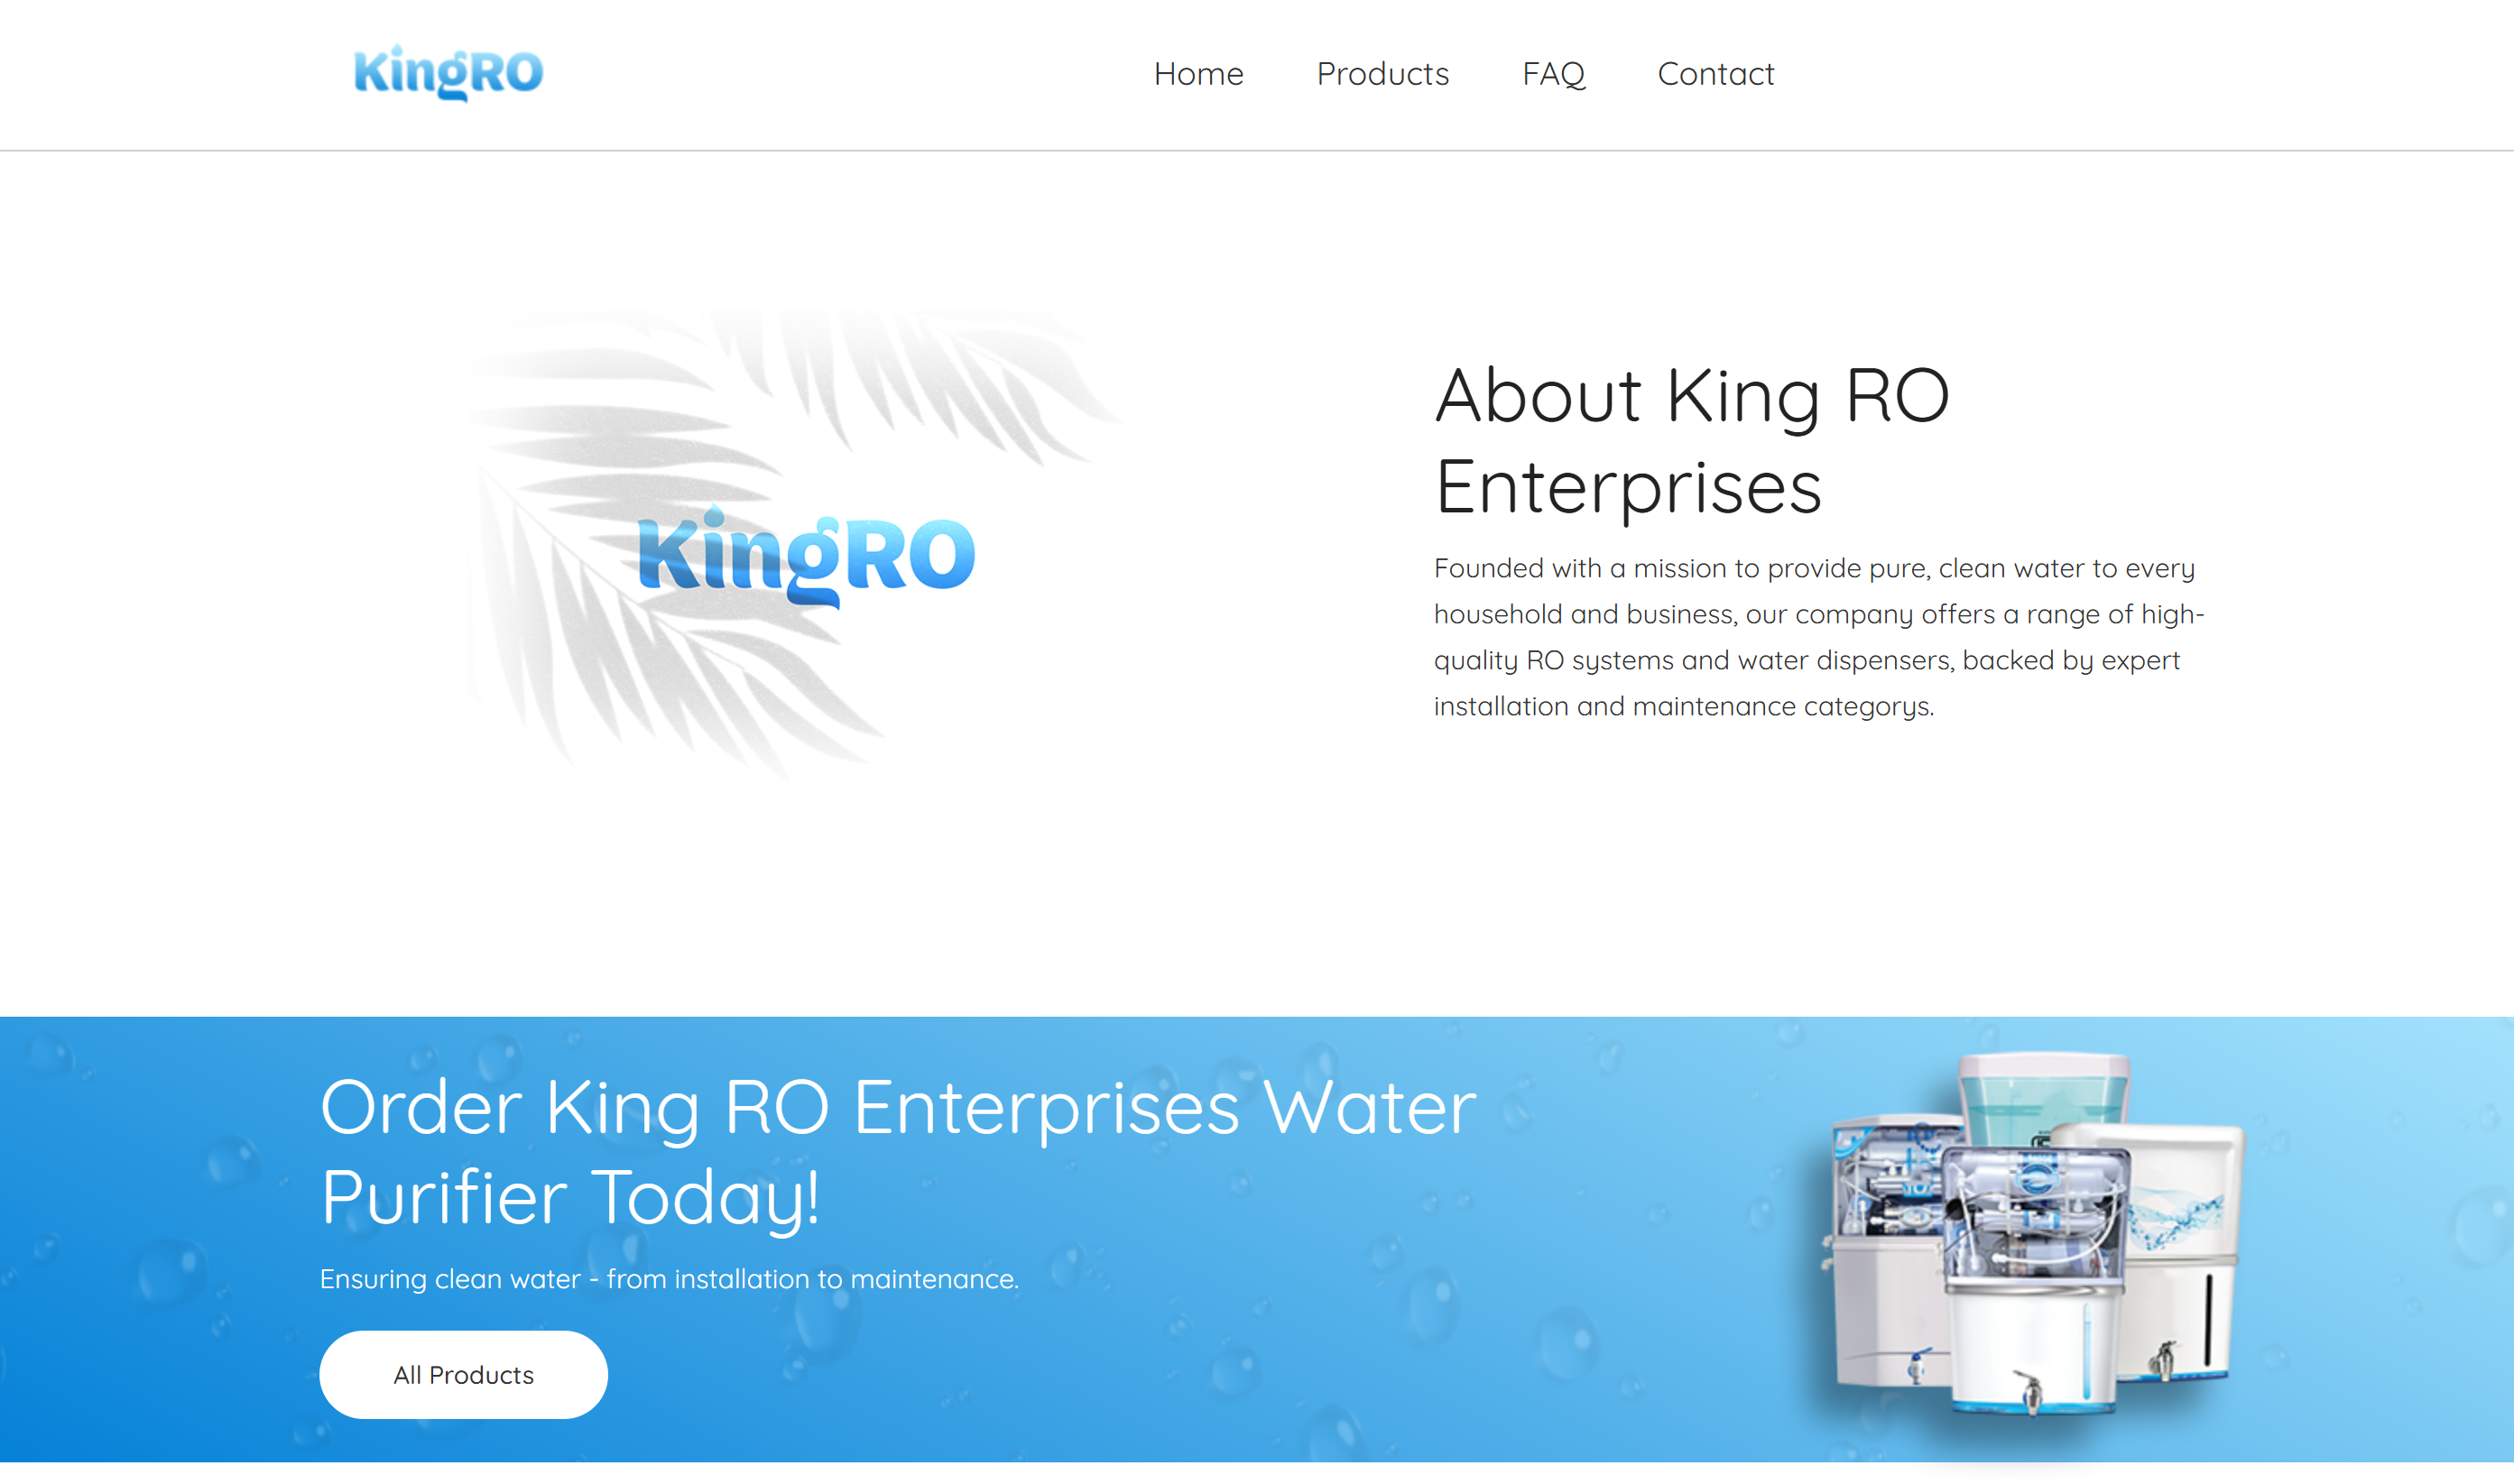 KingRO
Home Products FAQ Contact
KingRO
About King RO
Enterprises
Founded with a mission to provide pure, clean water to every
household and business, our company offers a range of high-
quality RO systems and water dispensers, backed by expert
installation and maintenance categorys.
Order King RO Enterprises Water
Purifier Today!
Ensuring clean water - from installation to maintenance.
All Products